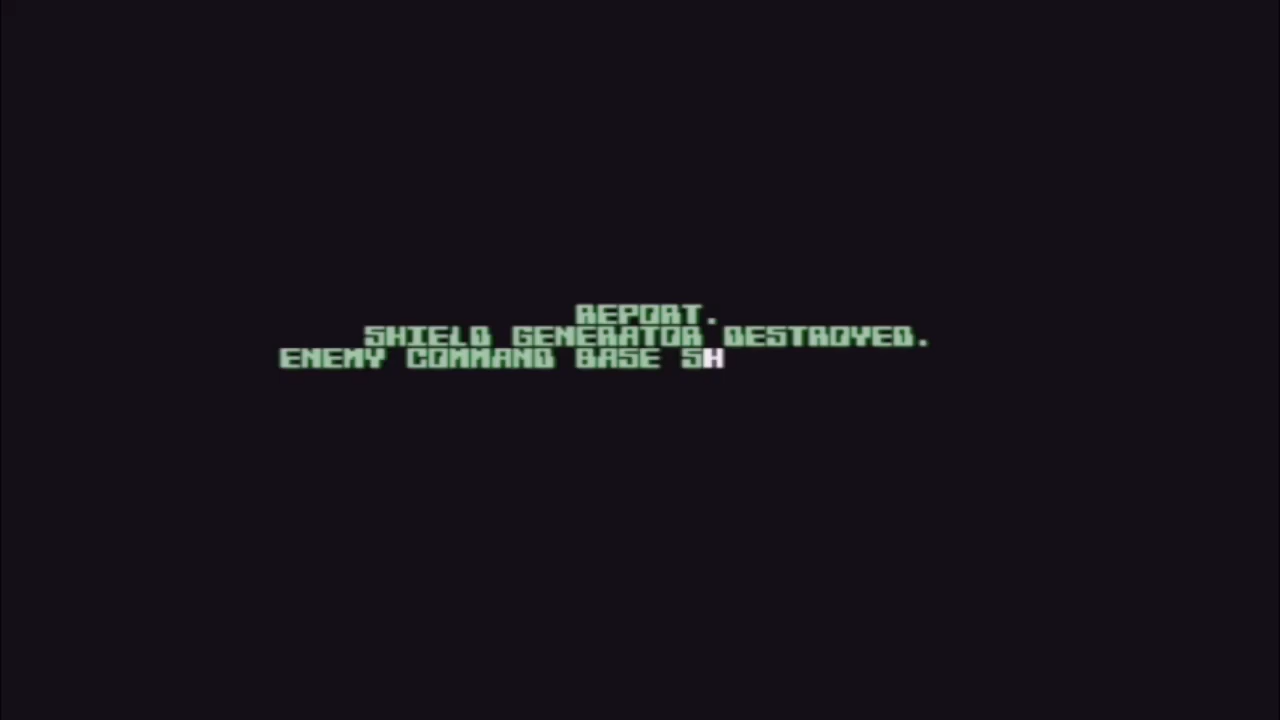 REPORT.
SHIELD GENERATOR DESTROYED.
ENEMY COMMAND BASE SH